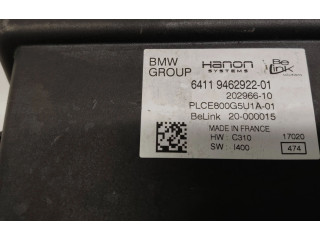 BMW GROUP
Hanon SYSTEMS
Be Link
6411 9462922-01
202966-10
PLCE800G5U1A-01
BeLink 20-000015
MADE IN FRANCE
HW : C310 17020
SW : I400 474